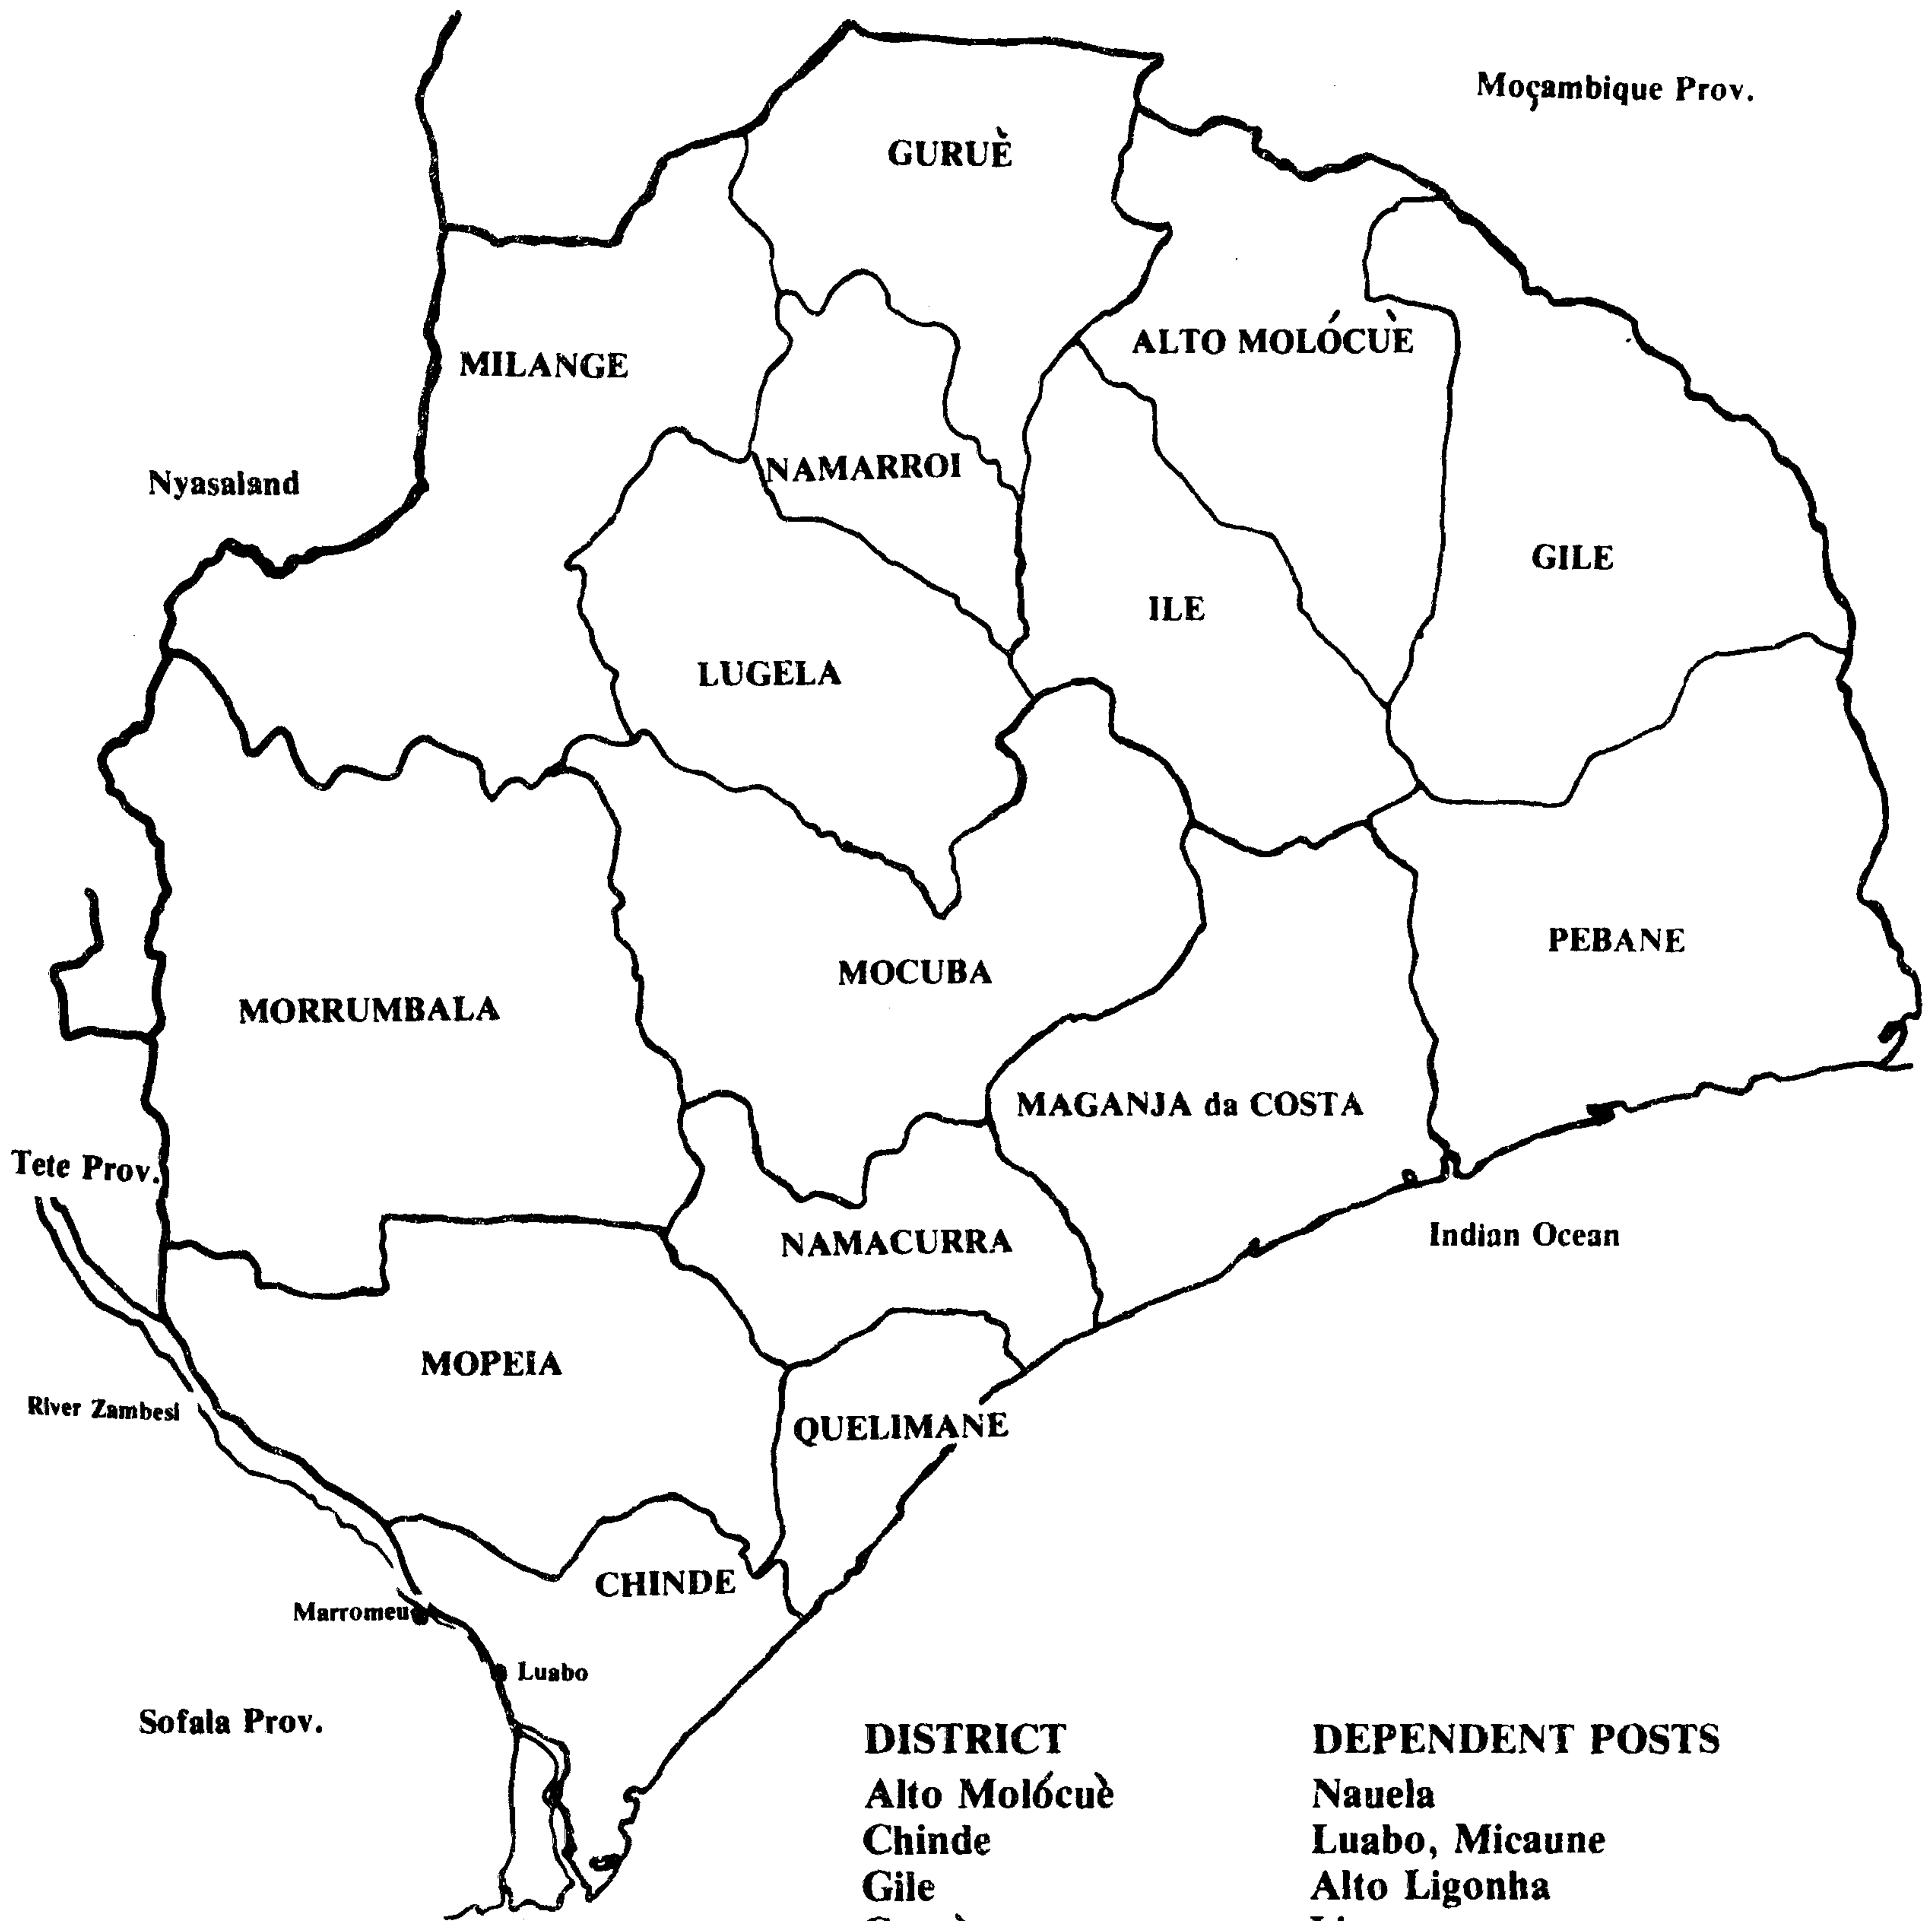 Moçambique Prov.
GURUÈ
ALTO MOLÓCUÈ
MILANGE
NAMARROI
Nyasaland
GILE
ILE
LUGELA
PEBANE
MOCUBA
MORRUMBALA
MAGANJA da COSTA
Tete Prov.
Indian Ocean
NAMACURRA
MOPEIA
River Zambesi
QUELIMANE
CHINDE
Marromeu
Luabo
Sofala Prov.
DISTRICT DEPENDENT POSTS
Alto Molócuè Nauela
Chinde Luabo, Micaune
Gile Alto Ligonha